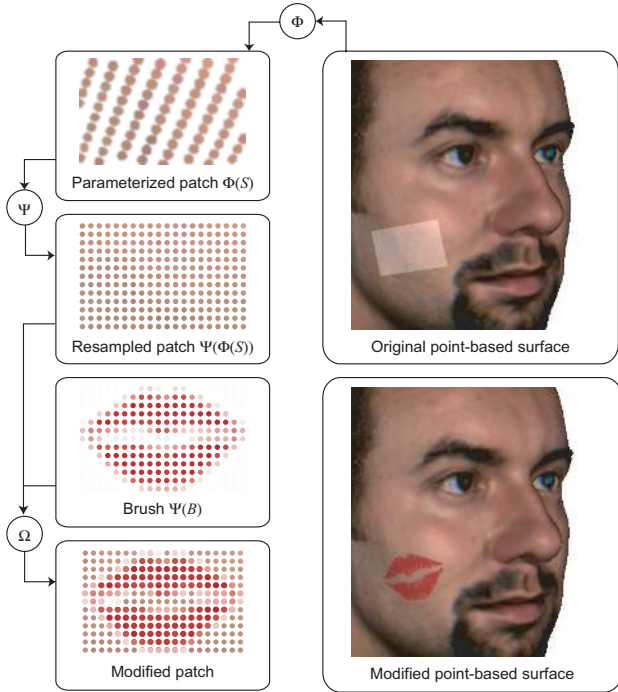 Φ
Parameterized patch Φ(S)
Ψ
Resampled patch Ψ(Φ(S))
Brush Ψ(B)
Ω
Modified patch
Original point-based surface
Modified point-based surface